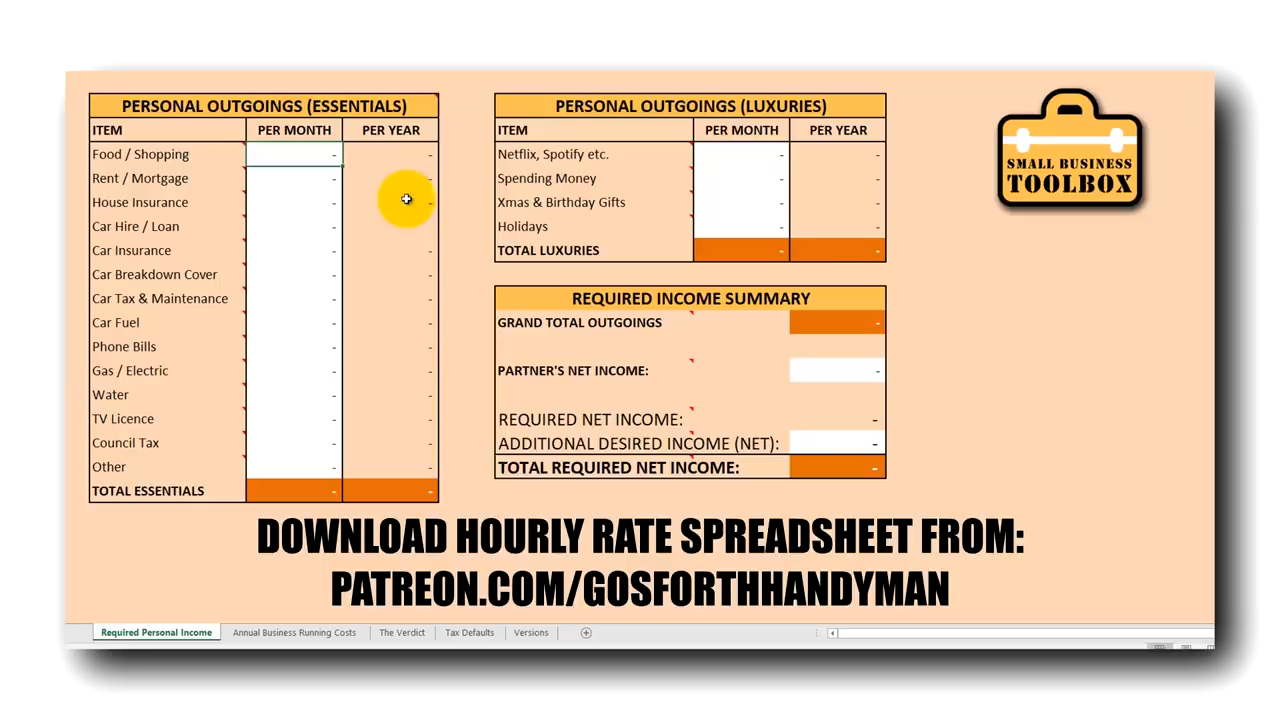 PERSONAL OUTGOINGS (ESSENTIALS)
ITEM PER MONTH PER YEAR
Food / Shopping - -
Rent / Mortgage - -
House Insurance - -
Car Hire / Loan - -
Car Insurance - -
Car Breakdown Cover - -
Car Tax & Maintenance - -
Car Fuel - -
Phone Bills - -
Gas / Electric - -
Water - -
TV Licence - -
Council Tax - -
Other - -
TOTAL ESSENTIALS - -
PERSONAL OUTGOINGS (LUXURIES)
ITEM PER MONTH PER YEAR
Netflix, Spotify etc. - -
Spending Money - -
Xmas & Birthday Gifts - -
Holidays - -
TOTAL LUXURIES - -
REQUIRED INCOME SUMMARY
GRAND TOTAL OUTGOINGS -
PARTNER'S NET INCOME: -
REQUIRED NET INCOME: -
ADDITIONAL DESIRED INCOME (NET): -
TOTAL REQUIRED NET INCOME: -
SMALL BUSINESS
TOOLBOX
DOWNLOAD HOURLY RATE SPREADSHEET FROM:
PATREON.COM/GOSFORTHHANDYMAN
Required Personal Income Annual Business Running Costs The Verdict Tax Defaults Versions